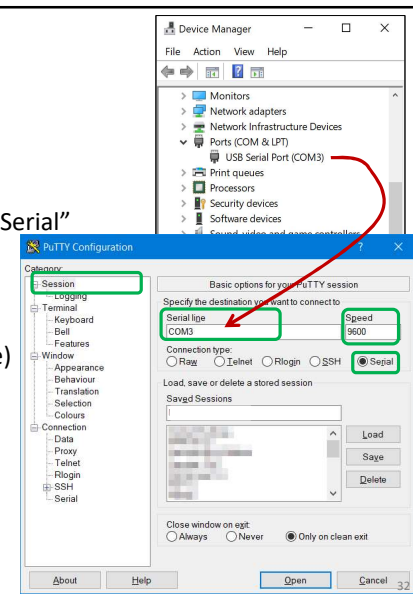 Device Manager
File Action View Help
Monitors
Network adapters
Network Infrastructure Devices
Ports (COM & LPT)
USB Serial Port (COM3)
Print queues
Processors
Security devices
Software devices
Sound, video and game controllers
Serial”
PuTTY Configuration
? ×
Category:
Session
Logging
Terminal
Keyboard
Bell
Features
e)
Window
Appearance
Behaviour
Translation
Selection
Colours
Connection
Data
Proxy
Telnet
Rlogin
SSH
Serial
Basic options for your PuTTY session
Specify the destination you want to connect to
Serial line Speed
COM3 9600
Connection type:
Raw Telnet Rlogin SSH Serial
Load, save or delete a stored session
Saved Sessions
Load
Save
Delete
Close window on exit:
Always Never Only on clean exit
About Help Open Cancel
32